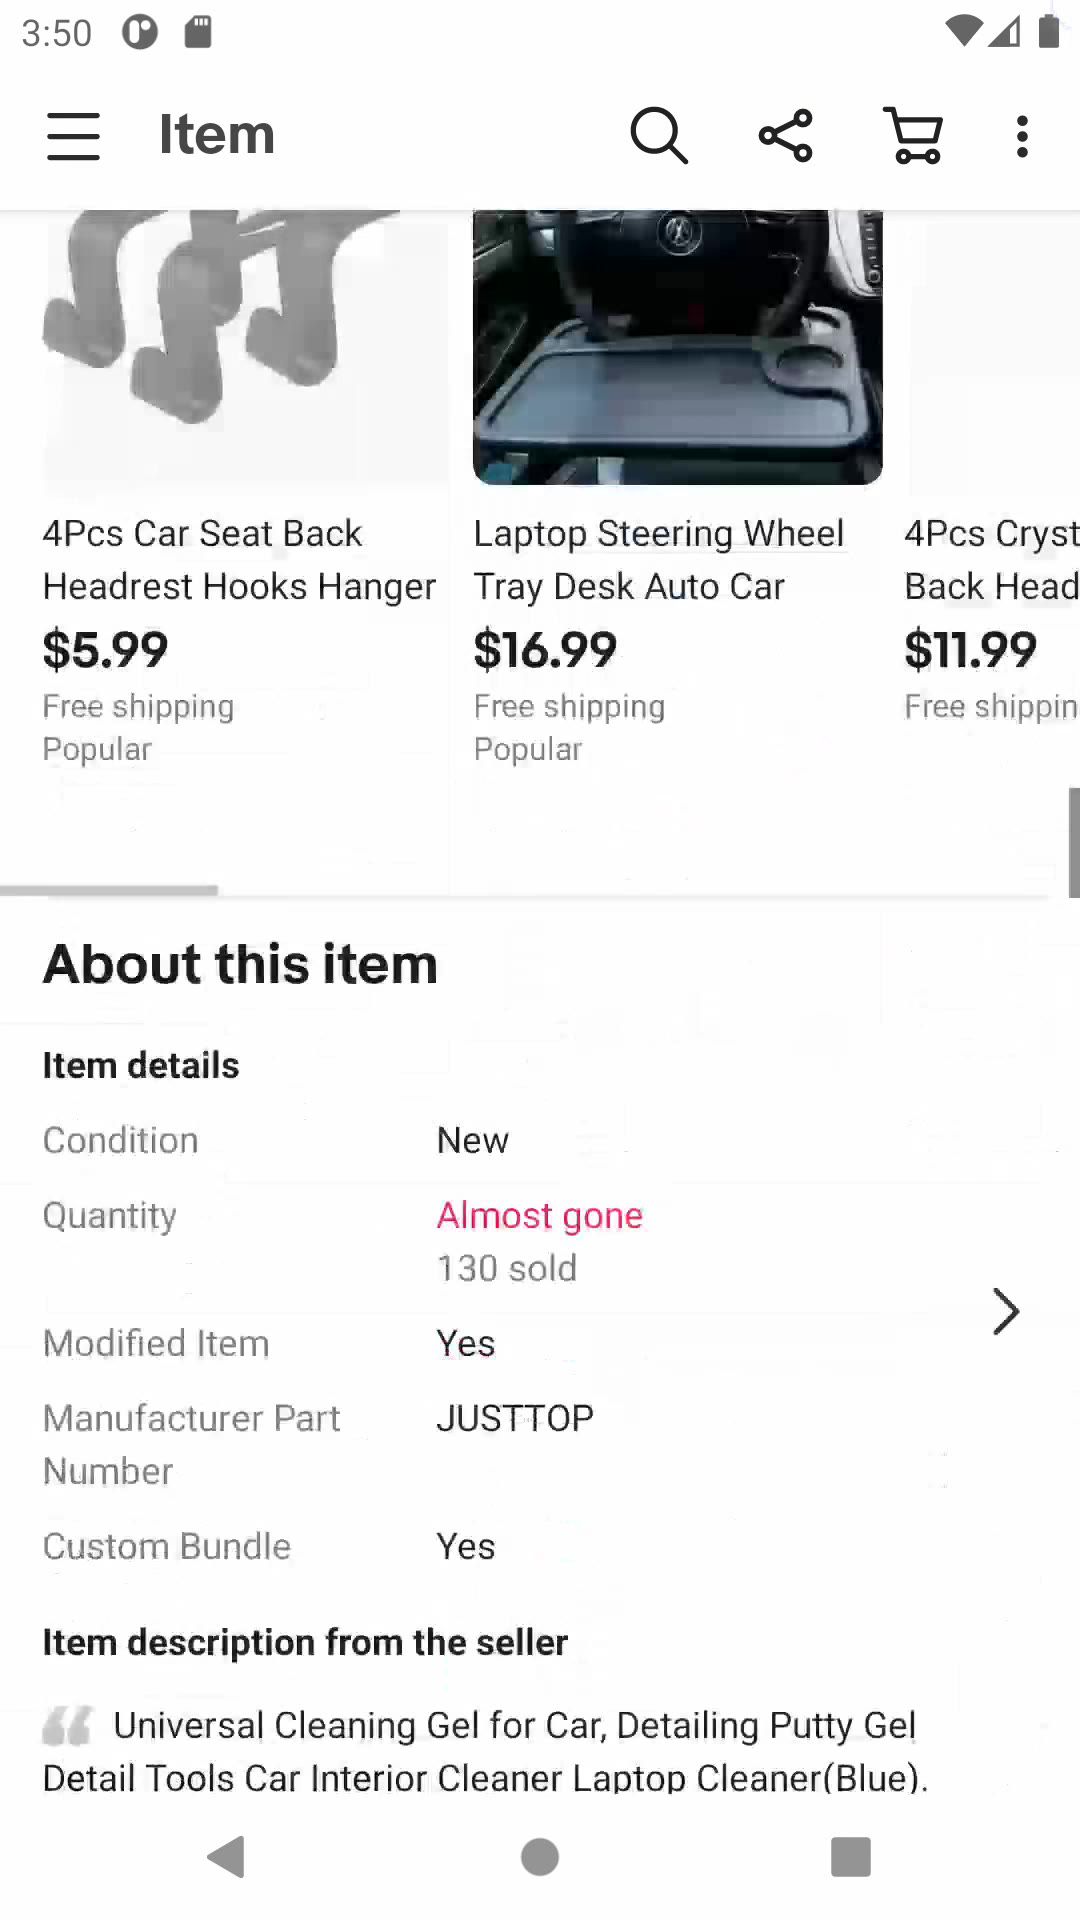 3:50
Item
4Pcs Car Seat Back
Headrest Hooks Hanger
$5.99
Free shipping
Popular
Laptop Steering Wheel
Tray Desk Auto Car
$16.99
Free shipping
Popular
4Pcs Cryst
Back Head
$11.99
Free shippin
About this item
Item details
Condition New
Quantity Almost gone
130 sold
Modified Item Yes
Manufacturer Part JUSTTOP
Number
Custom Bundle Yes
Item description from the seller
Universal Cleaning Gel for Car, Detailing Putty Gel
Detail Tools Car Interior Cleaner Laptop Cleaner(Blue).